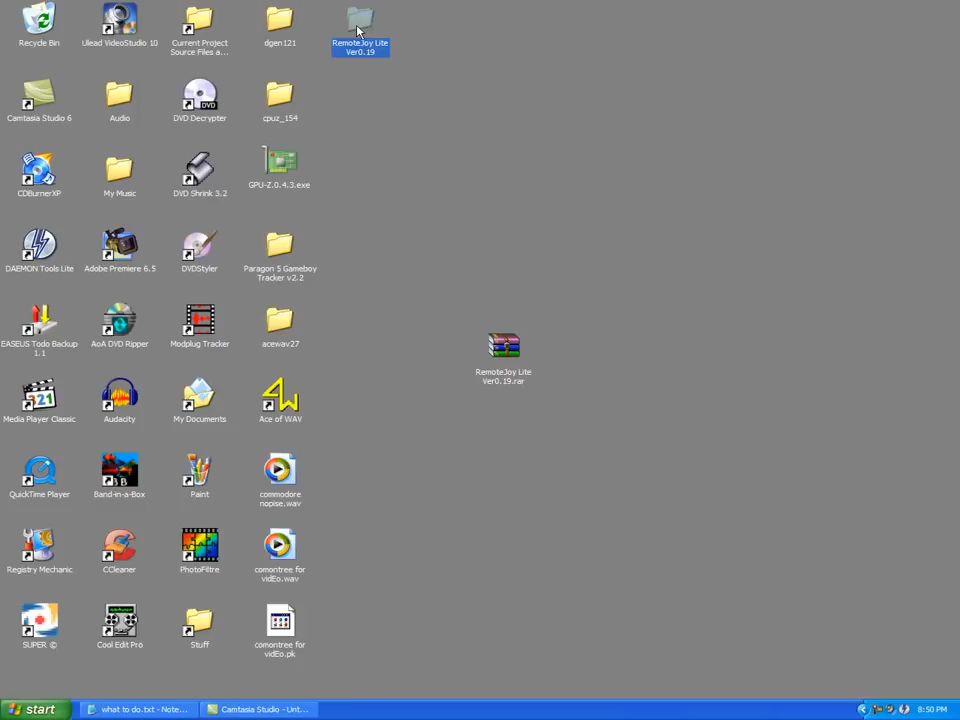 Recycle Bin
Ulead VideoStudio 10
Current Project
Source Files a...
dgen121
RemoteJoy Lite
Ver0.19
Camtasia Studio 6
Audio
DVD
DVD Decrypter
cpuz_154
CDBurnerXP
My Music
DVD Shrink 3.2
GPU-Z.0.4.3.exe
DAEMON Tools Lite
Adobe Premiere 6.5
DVDStyler
Paragon 5 Gameboy
Tracker v2.2
EASEUS Todo Backup
1.1
AoA DVD Ripper
Modplug Tracker
acewav27
RemoteJoy Lite
Ver0.19.rar
321
Media Player Classic
Audacity
My Documents
Ace of WAV
QuickTime Player
Band-in-a-Box
Paint
commodore
nopise.wav
Registry Mechanic
CCleaner
PhotoFiltre
comontree for
vidEo.wav
SUPER ©
Cool Edit Pro
Stuff
comontree for
vidEo.pk
start
what to do.txt - Note...
Camtasia Studio - Unt...
8:50 PM